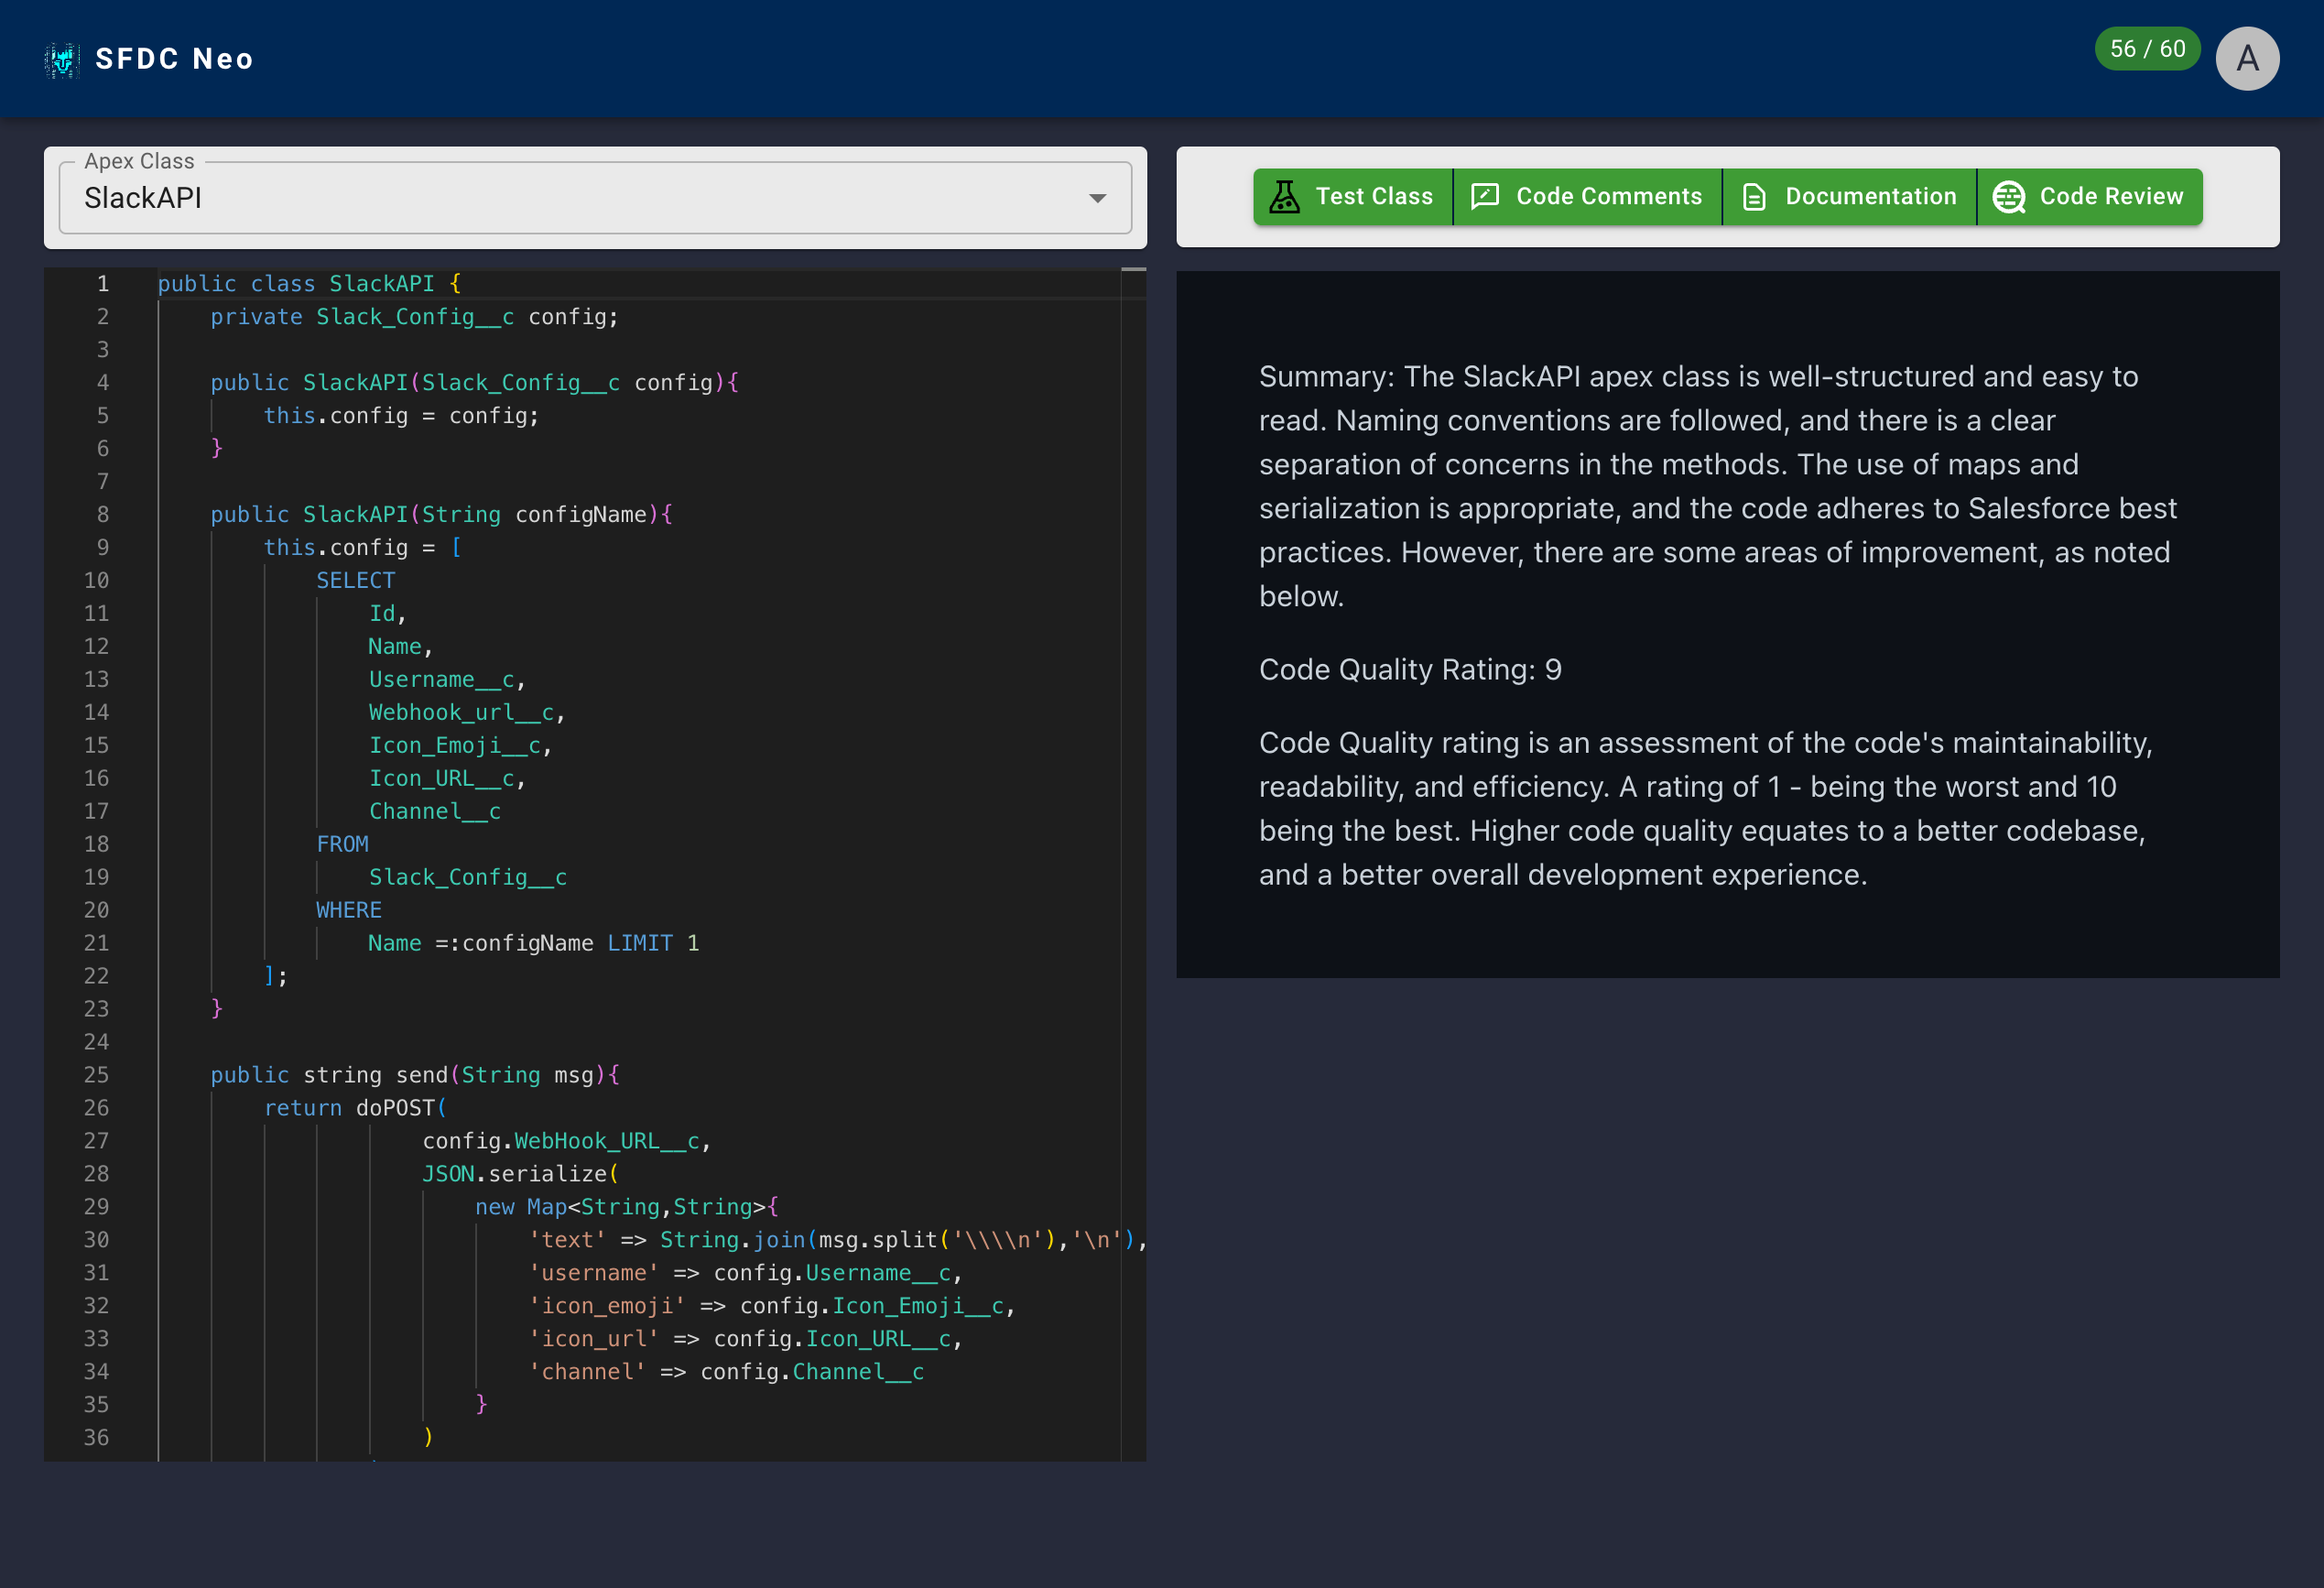 SFDC Neo
56 / 60
A
Apex Class
SlackAPI
Test Class
Code Comments
Documentation
Code Review
1 public class SlackAPI {
2 private Slack_Config__c config;
3
4 public SlackAPI(Slack_Config__c config){
5 this.config = config;
6 }
7
8 public SlackAPI(String configName){
9 this.config = [
10 SELECT
11 Id,
12 Name,
13 Username__c,
14 Webhook_url__c,
15 Icon_Emoji__c,
16 Icon_URL__c,
17 Channel__c
18 FROM
19 Slack_Config__c
20 WHERE
21 Name =:configName LIMIT 1
22 ];
23 }
24
25 public string send(String msg){
26 return doPOST(
27 config.WebHook_URL__c,
28 JSON.serialize(
29 new Map<String,String>{
30 'text' => String.join(msg.split('\\\\n'),'\n'),
31 'username' => config.Username__c,
32 'icon_emoji' => config.Icon_Emoji__c,
33 'icon_url' => config.Icon_URL__c,
34 'channel' => config.Channel__c
35 }
36 )
Summary: The SlackAPI apex class is well-structured and easy to
read. Naming conventions are followed, and there is a clear
separation of concerns in the methods. The use of maps and
serialization is appropriate, and the code adheres to Salesforce best
practices. However, there are some areas of improvement, as noted
below.
Code Quality Rating: 9
Code Quality rating is an assessment of the code's maintainability,
readability, and efficiency. A rating of 1 - being the worst and 10
being the best. Higher code quality equates to a better codebase,
and a better overall development experience.